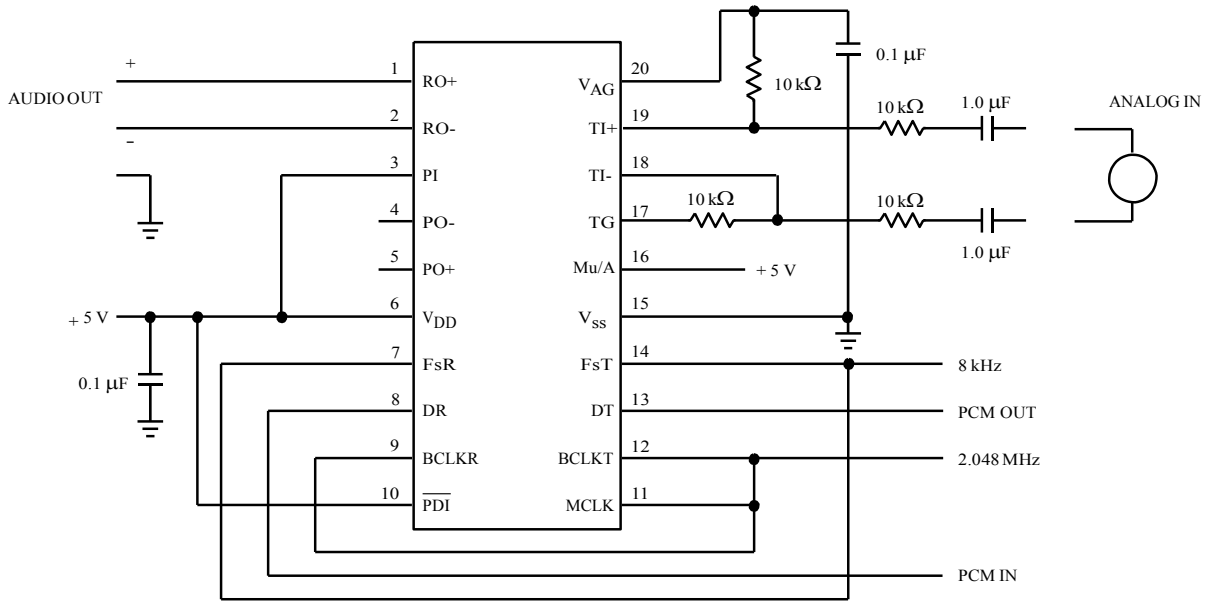 +
AUDIO OUT
-
+ 5 V
0.1 µF
1 RO+
2 RO-
3 PI
4 PO-
5 PO+
6 VDD
7 FsR
8 DR
9 BCLKR
10 PDI
VAG 20
TI+ 19
TI- 18
TG 17
Mu/A 16
Vss 15
FsT 14
DT 13
BCLKT 12
MCLK 11
0.1 µF
10 kΩ
10 kΩ
1.0 µF
ANALOG IN
10 kΩ
10 kΩ
1.0 µF
+ 5 V
8 kHz
PCM OUT
2.048 MHz
PCM IN